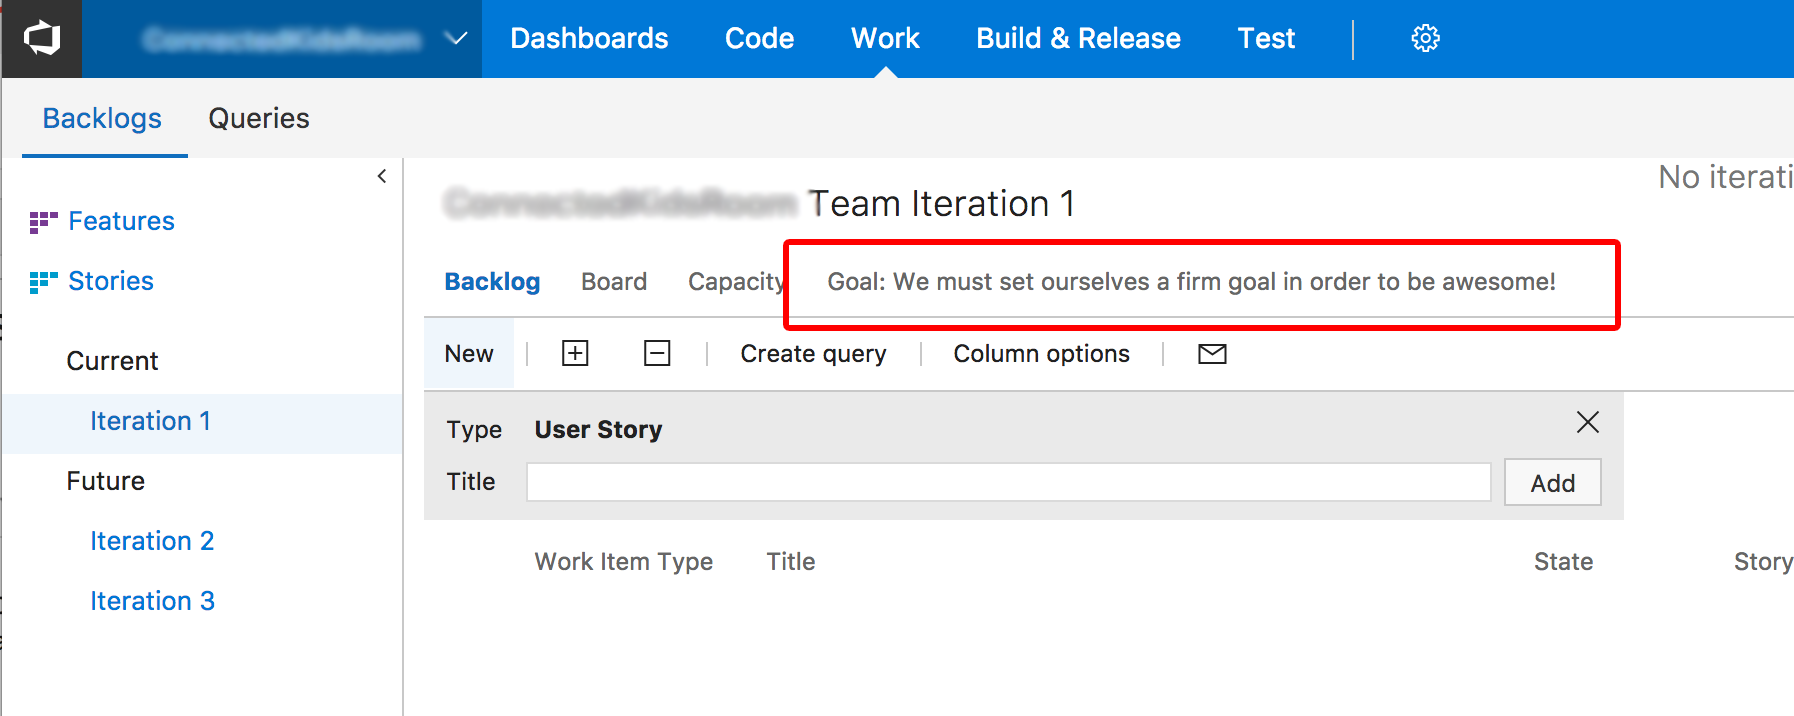 Dashboards Code Work Build & Release Test
Backlogs Queries
No iterati
Team Iteration 1
Features
Stories
Backlog Board Capacity Goal: We must set ourselves a firm goal in order to be awesome!
New Create query Column options
Current
Iteration 1
Type User Story
Title Add
Future
Iteration 2
Iteration 3
Work Item Type Title State Story